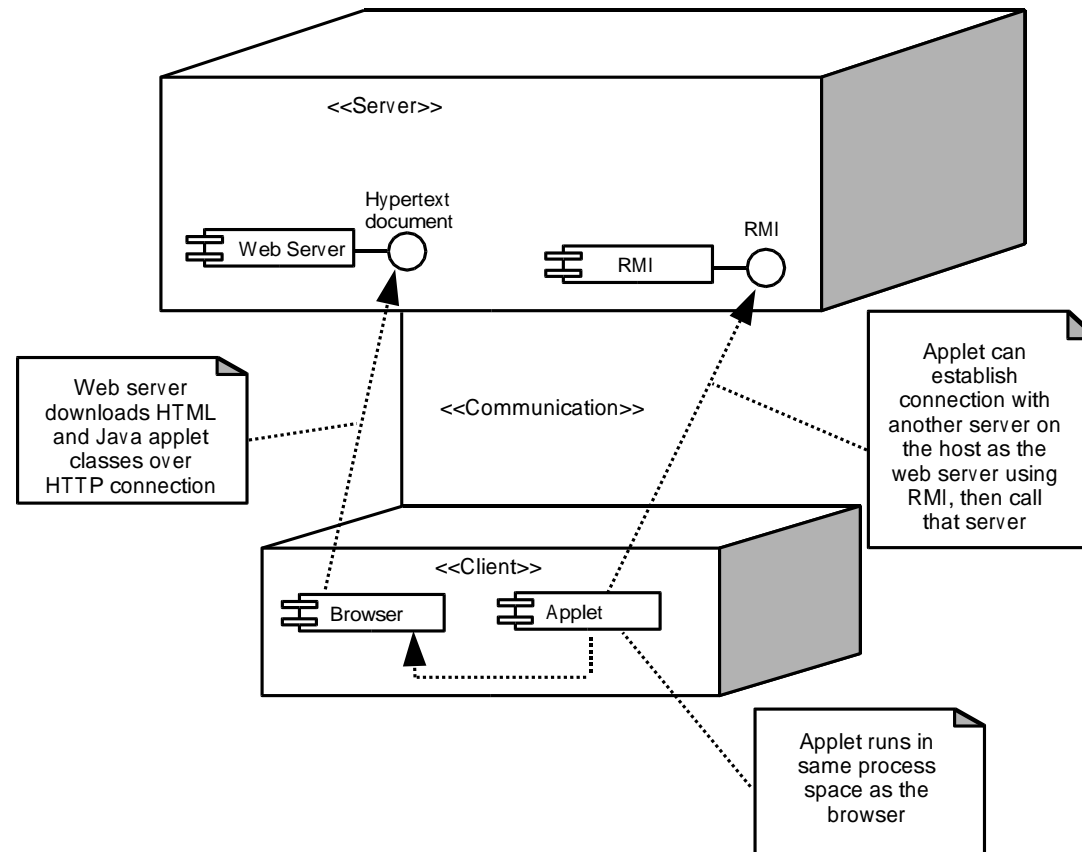 <<Server>>
Hypertext
document
Web Server
RMI
RMI
Web server
downloads HTML
and Java applet
classes over
HTTP connection
<<Communication>>
Applet can
establish
connection with
another server on
the host as the
web server using
RMI, then call
that server
<<Client>>
Browser
Applet
Applet runs in
same process
space as the
browser